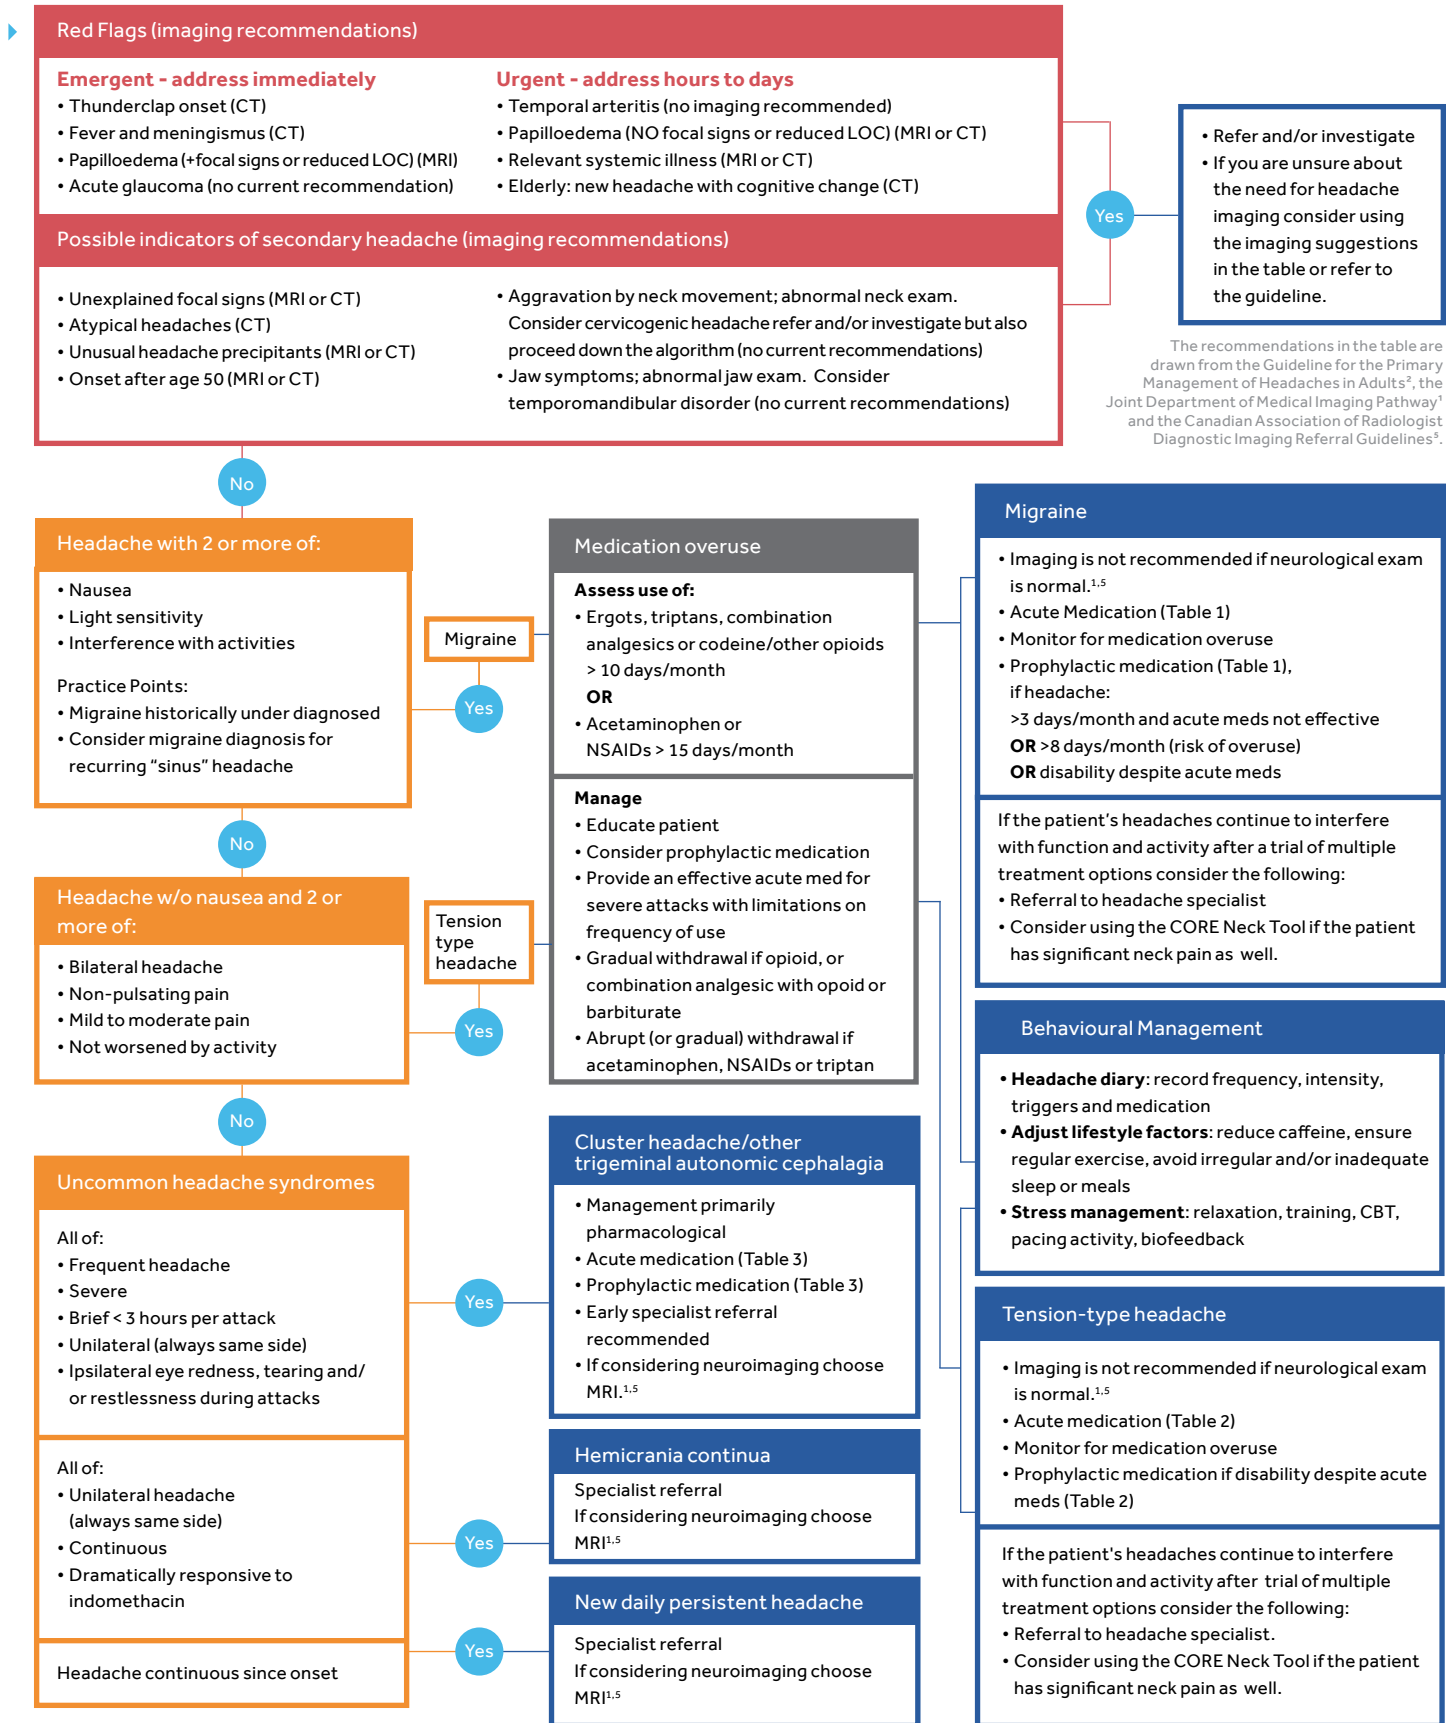 Red Flags (imaging recommendations)
Emergent - address immediately
• Thunderclap onset (CT)
• Fever and meningismus (CT)
• Papilloedema (+focal signs or reduced LOC) (MRI)
• Acute glaucoma (no current recommendation)
Urgent - address hours to days
• Temporal arteritis (no imaging recommended)
• Papilloedema (NO focal signs or reduced LOC) (MRI or CT)
• Relevant systemic illness (MRI or CT)
• Elderly: new headache with cognitive change (CT)
Possible indicators of secondary headache (imaging recommendations)
• Unexplained focal signs (MRI or CT)
• Atypical headaches (CT)
• Unusual headache precipitants (MRI or CT)
• Onset after age 50 (MRI or CT)
• Aggravation by neck movement; abnormal neck exam.
Consider cervicogenic headache refer and/or investigate but also
proceed down the algorithm (no current recommendations)
• Jaw symptoms; abnormal jaw exam. Consider
temporomandibular disorder (no current recommendations)
Yes
• Refer and/or investigate
• If you are unsure about
the need for headache
imaging consider using
the imaging suggestions
in the table or refer to
the guideline.
The recommendations in the table are
drawn from the Guideline for the Primary
Management of Headaches in Adults², the
Joint Department of Medical Imaging Pathway¹
and the Canadian Association of Radiologist
Diagnostic Imaging Referral Guidelines⁵.
No
Headache with 2 or more of:
• Nausea
• Light sensitivity
• Interference with activities
Practice Points:
• Migraine historically under diagnosed
• Consider migraine diagnosis for
recurring “sinus” headache
Migraine
Yes
No
Headache w/o nausea and 2 or
more of:
• Bilateral headache
• Non-pulsating pain
• Mild to moderate pain
• Not worsened by activity
Tension
type
headache
Yes
No
Uncommon headache syndromes
All of:
• Frequent headache
• Severe
• Brief < 3 hours per attack
• Unilateral (always same side)
• Ipsilateral eye redness, tearing and/
or restlessness during attacks
Yes
All of:
• Unilateral headache
(always same side)
• Continuous
• Dramatically responsive to
indomethacin
Yes
Headache continuous since onset
Yes
Medication overuse
Assess use of:
• Ergots, triptans, combination
analgesics or codeine/other opioids
> 10 days/month
OR
• Acetaminophen or
NSAIDs > 15 days/month
Manage
• Educate patient
• Consider prophylactic medication
• Provide an effective acute med for
severe attacks with limitations on
frequency of use
• Gradual withdrawal if opioid, or
combination analgesic with opoid or
barbiturate
• Abrupt (or gradual) withdrawal if
acetaminophen, NSAIDs or triptan
Cluster headache/other
trigeminal autonomic cephalagia
• Management primarily
pharmacological
• Acute medication (Table 3)
• Prophylactic medication (Table 3)
• Early specialist referral
recommended
• If considering neuroimaging choose
MRI.¹,⁵
Hemicrania continua
Specialist referral
If considering neuroimaging choose
MRI¹,⁵
New daily persistent headache
Specialist referral
If considering neuroimaging choose
MRI¹,⁵
Migraine
• Imaging is not recommended if neurological exam
is normal.¹,⁵
• Acute Medication (Table 1)
• Monitor for medication overuse
• Prophylactic medication (Table 1),
if headache:
>3 days/month and acute meds not effective
OR >8 days/month (risk of overuse)
OR disability despite acute meds
If the patient's headaches continue to interfere
with function and activity after a trial of multiple
treatment options consider the following:
• Referral to headache specialist
• Consider using the CORE Neck Tool if the patient
has significant neck pain as well.
Behavioural Management
• Headache diary: record frequency, intensity,
triggers and medication
• Adjust lifestyle factors: reduce caffeine, ensure
regular exercise, avoid irregular and/or inadequate
sleep or meals
• Stress management: relaxation, training, CBT,
pacing activity, biofeedback
Tension-type headache
• Imaging is not recommended if neurological exam
is normal.¹,⁵
• Acute medication (Table 2)
• Monitor for medication overuse
• Prophylactic medication if disability despite acute
meds (Table 2)
If the patient's headaches continue to interfere
with function and activity after trial of multiple
treatment options consider the following:
• Referral to headache specialist.
• Consider using the CORE Neck Tool if the patient
has significant neck pain as well.